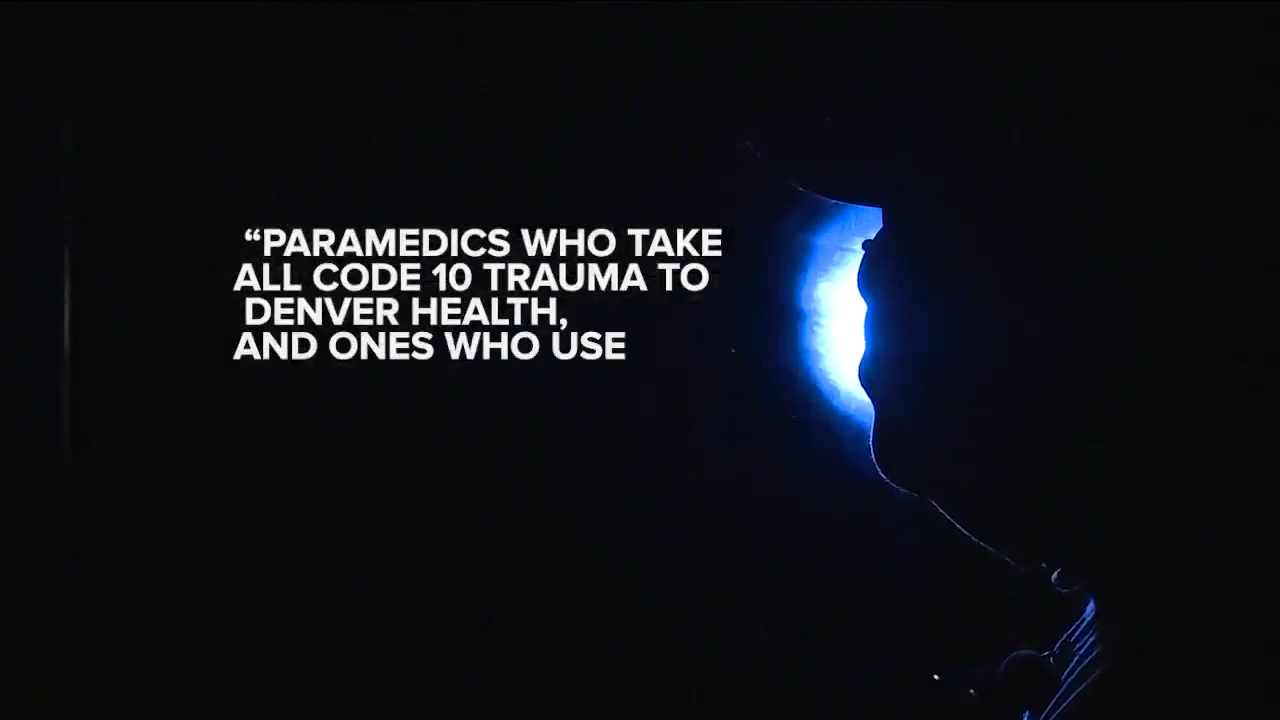 “PARAMEDICS WHO TAKE
ALL CODE 10 TRAUMA TO
DENVER HEALTH,
AND ONES WHO USE